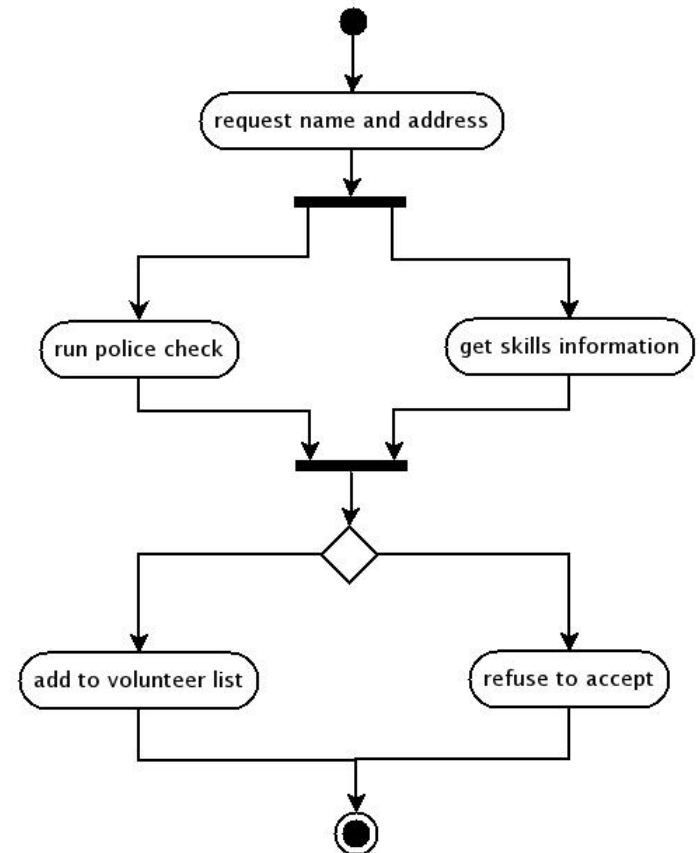 request name and address
run police check
get skills information
add to volunteer list
refuse to accept